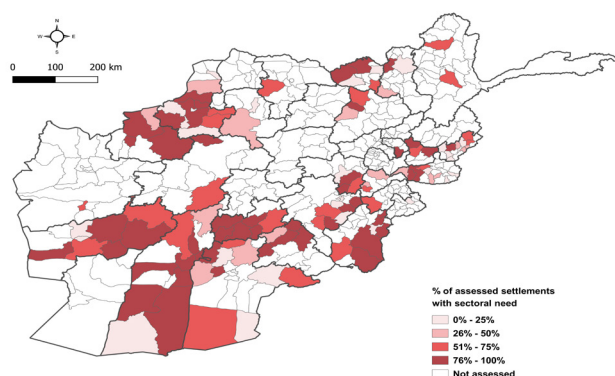 N
W E
S
0 100 200 km
% of assessed settlements
with sectoral need
0% - 25%
26% - 50%
51% - 75%
76% - 100%
Not assessed